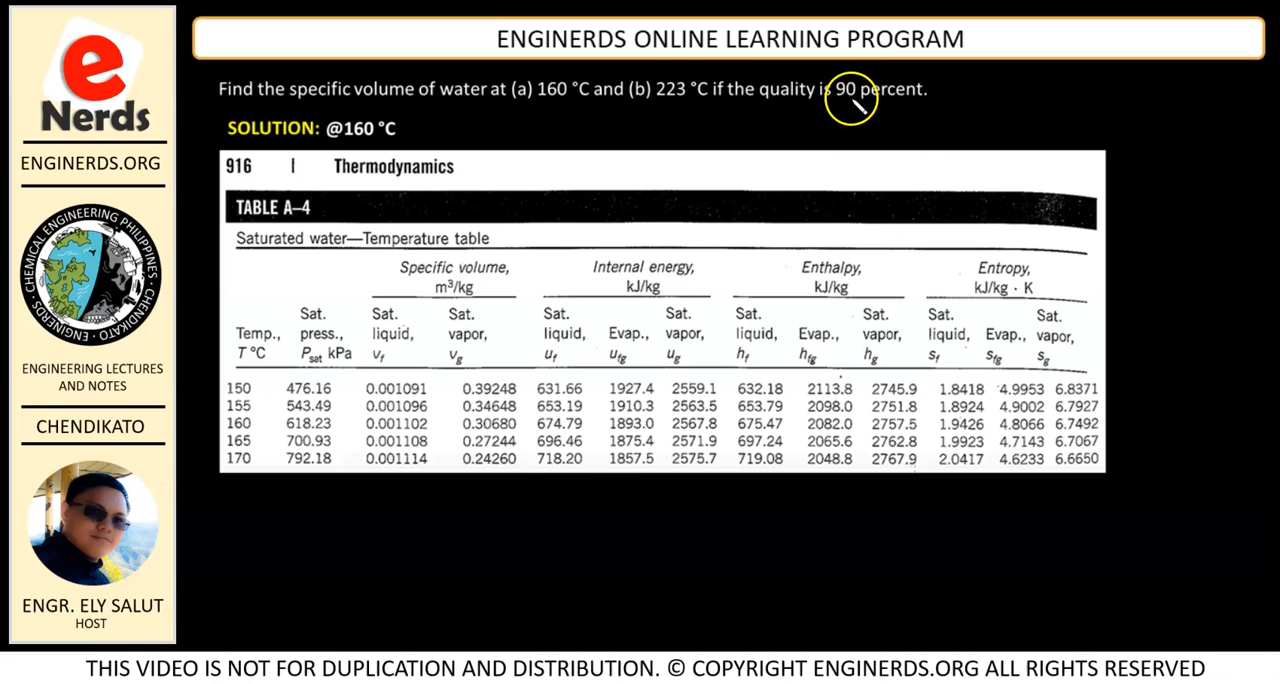 e
Nerds
ENGINERDS.ORG
CHEMICAL ENGINEERING PHILIPPINES • CHENDIKATO • ENGINERDS •
ENGINEERING LECTURES
AND NOTES
CHENDIKATO
ENGR. ELY SALUT
HOST
ENGINERDS ONLINE LEARNING PROGRAM
Find the specific volume of water at (a) 160 °C and (b) 223 °C if the quality is 90 percent.
SOLUTION: @160 °C
916 | Thermodynamics
TABLE A–4
Saturated water—Temperature table
Specific volume, Internal energy, Enthalpy, Entropy,
m³/kg kJ/kg kJ/kg kJ/kg · K
Sat. Sat. Sat. Sat. Sat. Sat. Sat. Sat. Sat.
Temp., press., liquid, vapor, liquid, Evap., vapor, liquid, Evap., vapor, liquid, Evap., vapor,
T °C Psat kPa vf vg uf ufg ug hf hfg hg sf sfg sg
150 476.16 0.001091 0.39248 631.66 1927.4 2559.1 632.18 2113.8 2745.9 1.8418 4.9953 6.8371
155 543.49 0.001096 0.34648 653.19 1910.3 2563.5 653.79 2098.0 2751.8 1.8924 4.9002 6.7927
160 618.23 0.001102 0.30680 674.79 1893.0 2567.8 675.47 2082.0 2757.5 1.9426 4.8066 6.7492
165 700.93 0.001108 0.27244 696.46 1875.4 2571.9 697.24 2065.6 2762.8 1.9923 4.7143 6.7067
170 792.18 0.001114 0.24260 718.20 1857.5 2575.7 719.08 2048.8 2767.9 2.0417 4.6233 6.6650
THIS VIDEO IS NOT FOR DUPLICATION AND DISTRIBUTION. © COPYRIGHT ENGINERDS.ORG ALL RIGHTS RESERVED